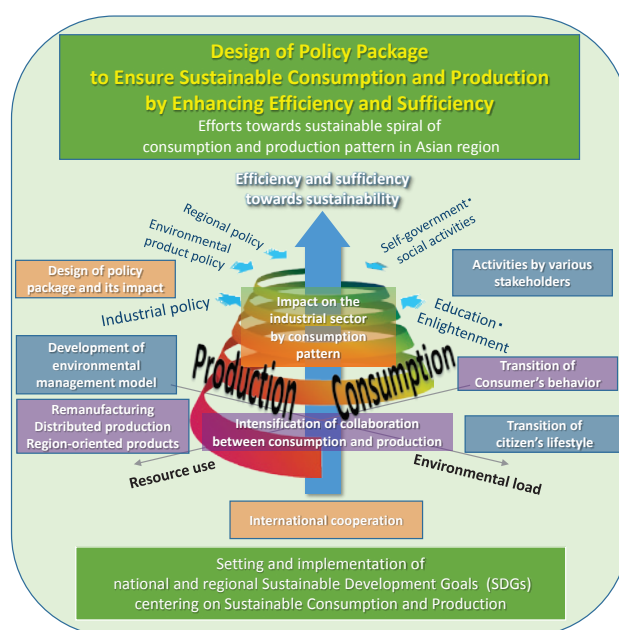 Design of Policy Package
to Ensure Sustainable Consumption and Production
by Enhancing Efficiency and Sufficiency
Efforts towards sustainable spiral of
consumption and production pattern in Asian region
Efficiency and sufficiency
towards sustainability
Regional policy
Environmental
product policy
Self-government・
social activities
Design of policy
package and its impact
Activities by various
stakeholders
Industrial policy
Impact on the
industrial sector
by consumption
pattern
Education・
Enlightenment
Development of
environmental
management model
Production
Consumption
Transition of
Consumer's behavior
Remanufacturing
Distributed production
Region-oriented products
Intensification of collaboration
between consumption and production
Transition of
citizen's lifestyle
Resource use
Environmental load
International cooperation
Setting and implementation of
national and regional Sustainable Development Goals (SDGs)
centering on Sustainable Consumption and Production